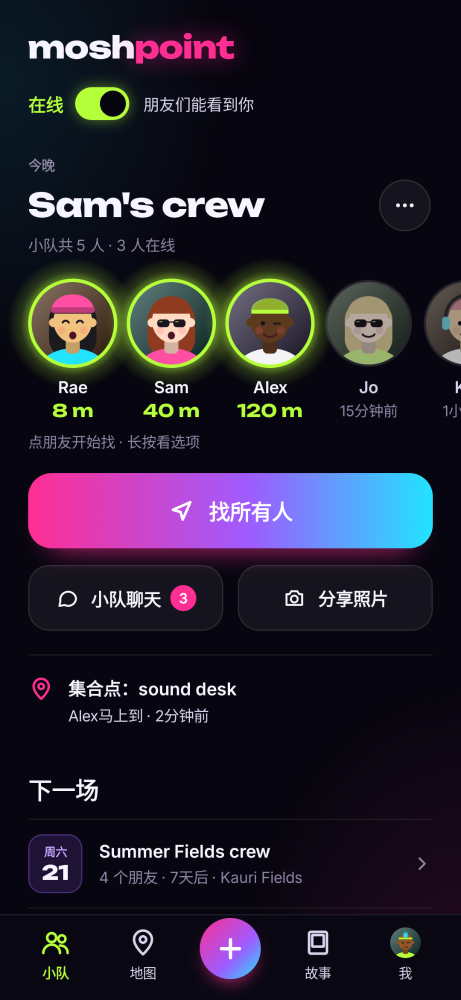 moshpoint
在线 朋友们能看到你
今晚
Sam's crew
小队共 5 人 · 3 人在线
Rae Sam Alex Jo
8 m 40 m 120 m 15分钟前
点朋友开始找 · 长按看选项
找所有人
小队聊天 3 分享照片
集合点：sound desk
Alex马上到 · 2分钟前
下一场
周六
21
Summer Fields crew
4 个朋友 · 7天后 · Kauri Fields
小队 地图 故事 我